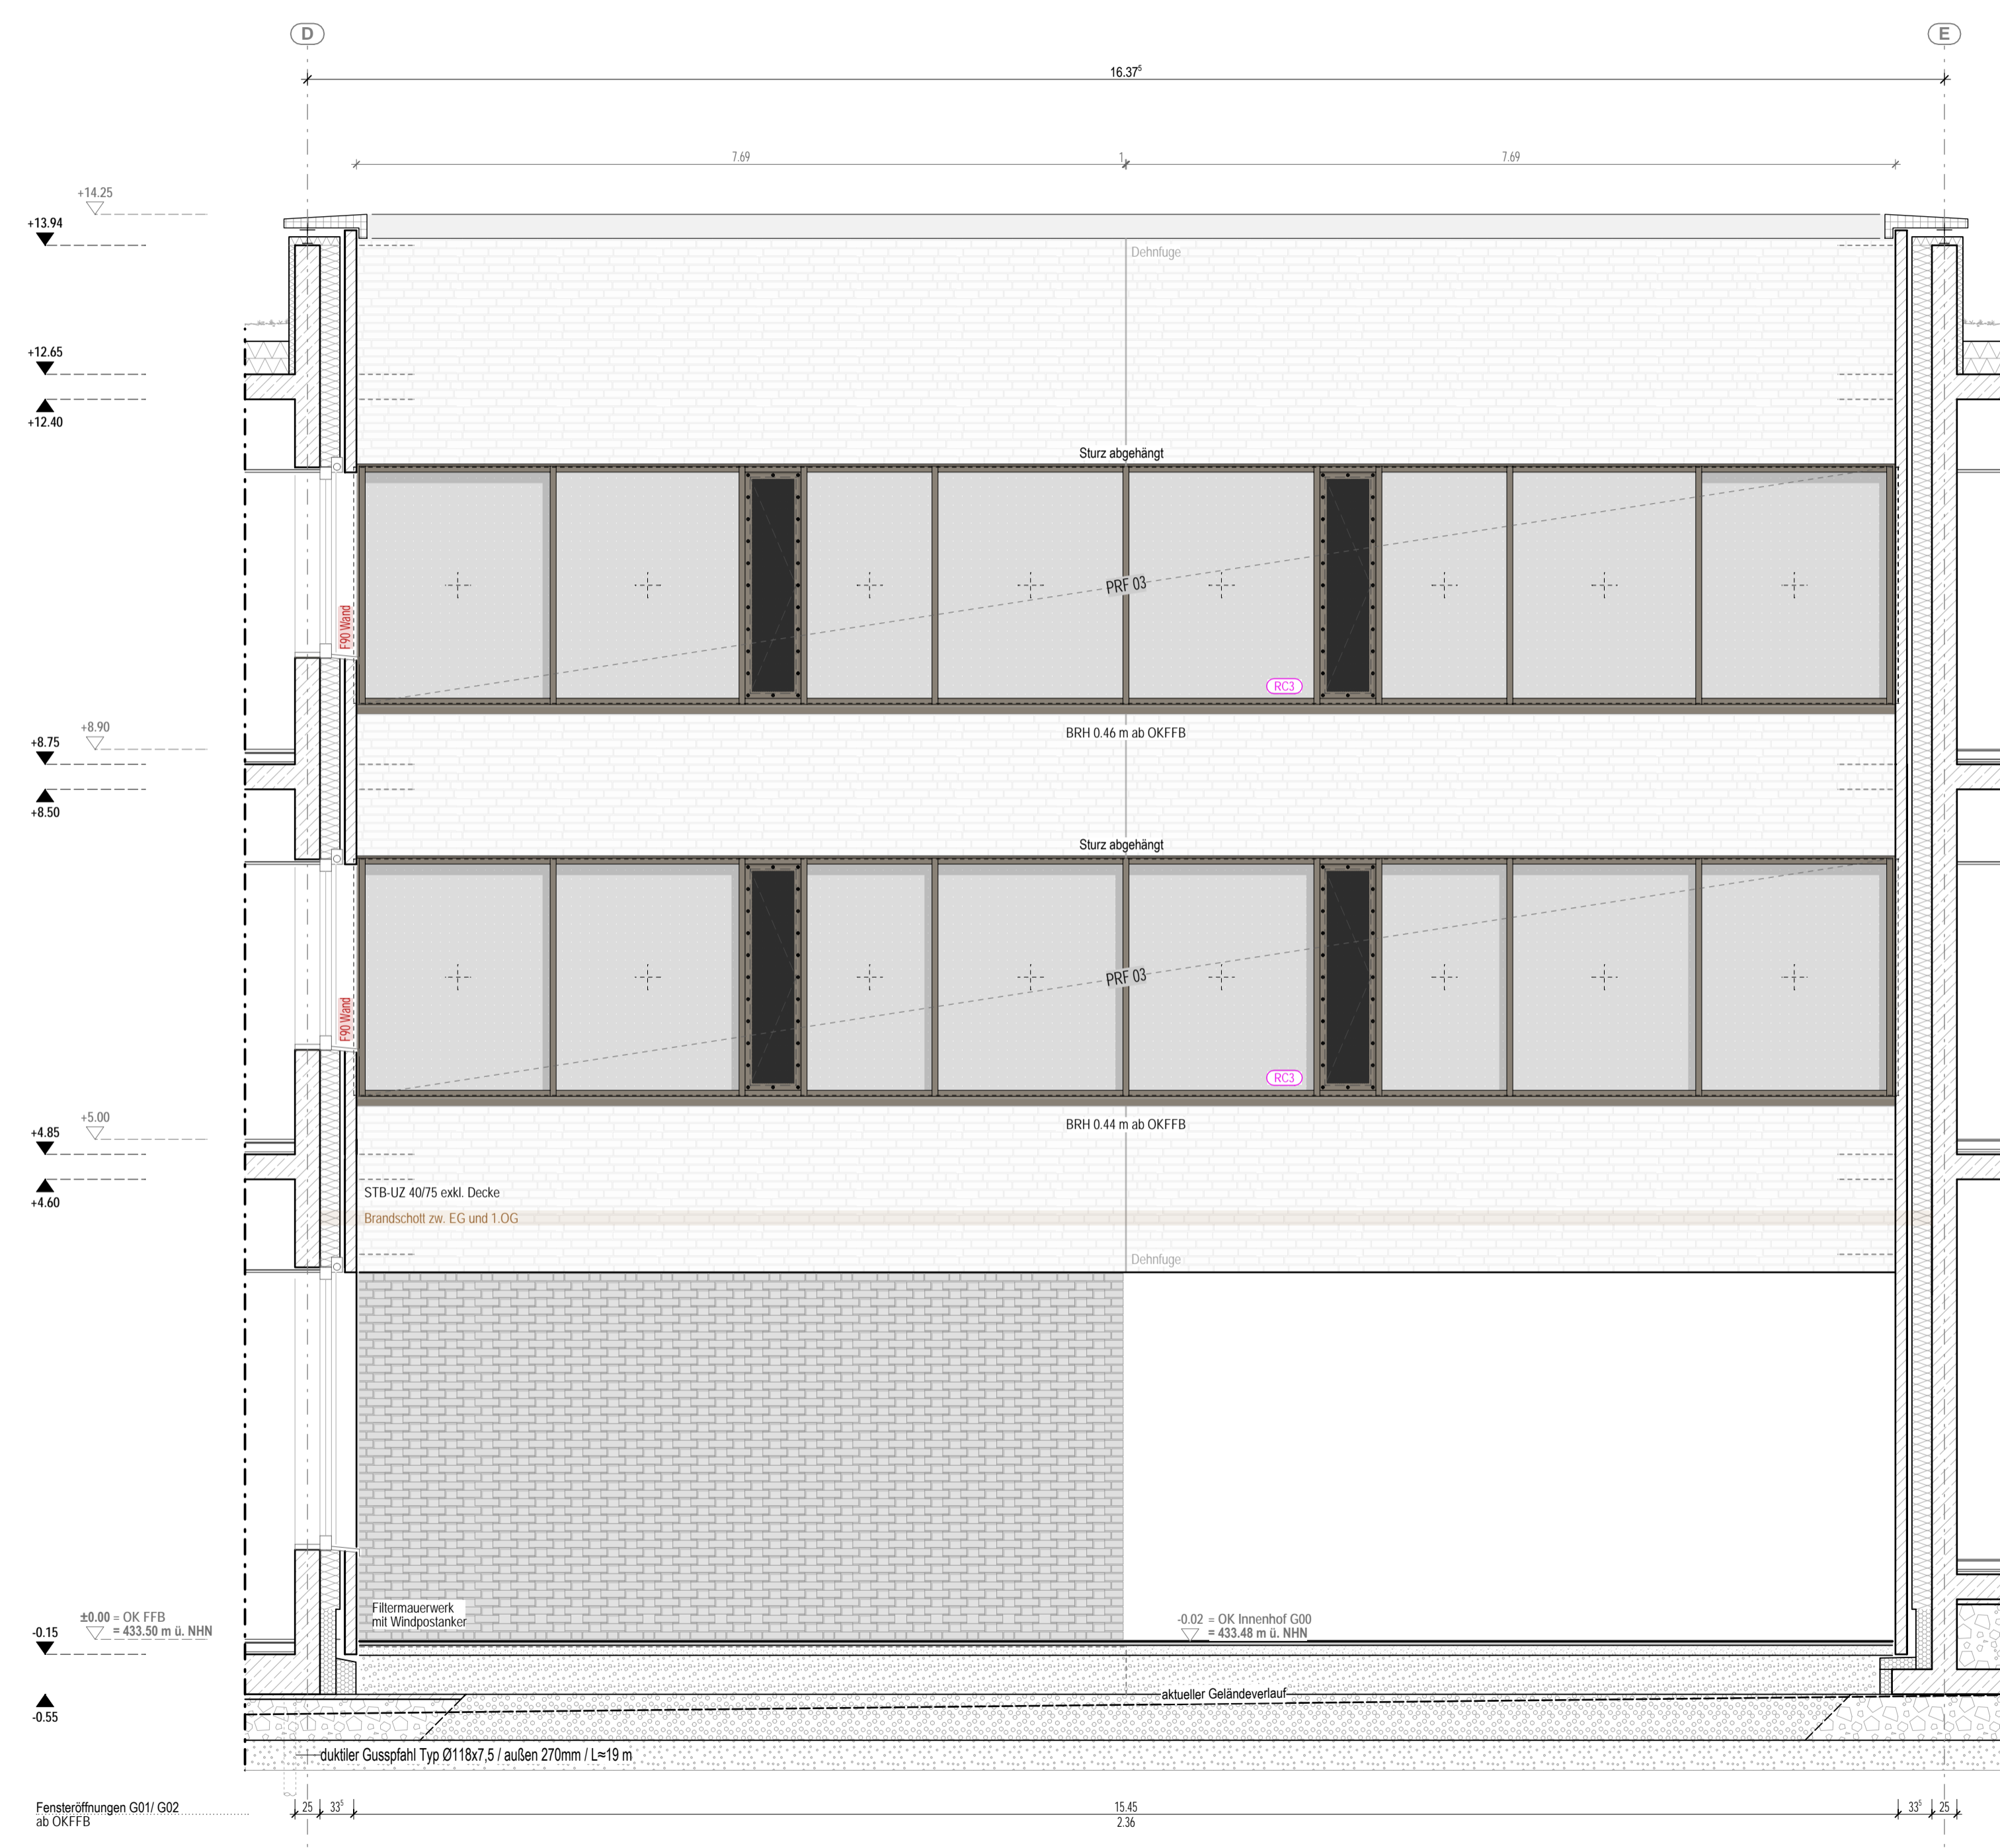 D
E
16.37⁵
7.69
1
7.69
+14.25
+13.94
Dehnfuge
+12.65
+12.40
Sturz abgehängt
PRF 03
F90 Wand
RC3
BRH 0.46 m ab OKFFB
+8.90
+8.75
+8.50
Sturz abgehängt
PRF 03
F90 Wand
RC3
BRH 0.44 m ab OKFFB
+5.00
+4.85
+4.60
STB-UZ 40/75 exkl. Decke
Brandschott zw. EG und 1.OG
Dehnfuge
Filtermauerwerk
mit Windpostanker
±0.00 = OK FFB
= 433.50 m ü. NHN
-0.02 = OK Innenhof G00
= 433.48 m ü. NHN
-0.15
-0.55
aktueller Geländeverlauf
duktiler Gusspfahl Typ Ø118x7,5 / außen 270mm / L≈19 m
Fensteröffnungen G01/ G02
ab OKFFB
25
33⁵
15.45
2.36
33⁵
25